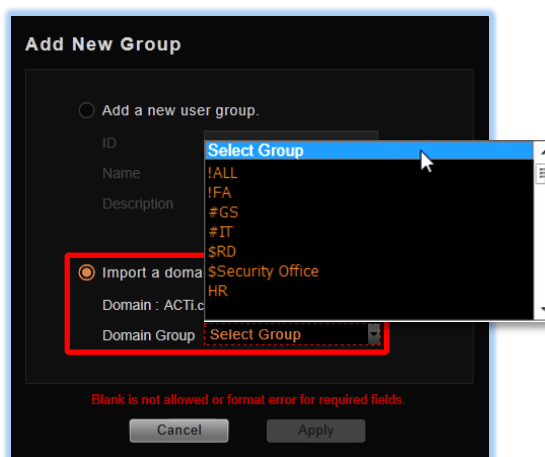 Add New Group
Add a new user group.
ID
Name
Description
Select Group
!ALL
!FA
#GS
#IT
$RD
$Security Office
HR
Import a doma
Domain : ACTi.c
Domain Group
Select Group
Blank is not allowed or format error for required fields.
Cancel
Apply